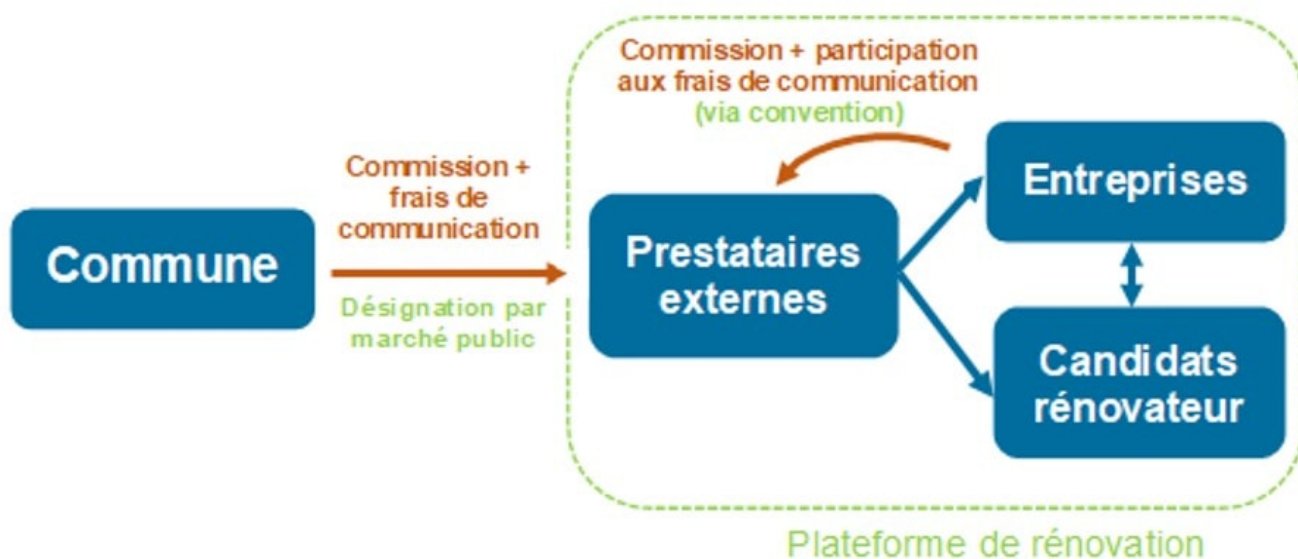 Commission + participation
aux frais de communication
(via convention)
Commission +
frais de
communication
Commune
Désignation par
marché public
Prestataires
externes
Entreprises
Candidats
rénovateur
Plateforme de rénovation